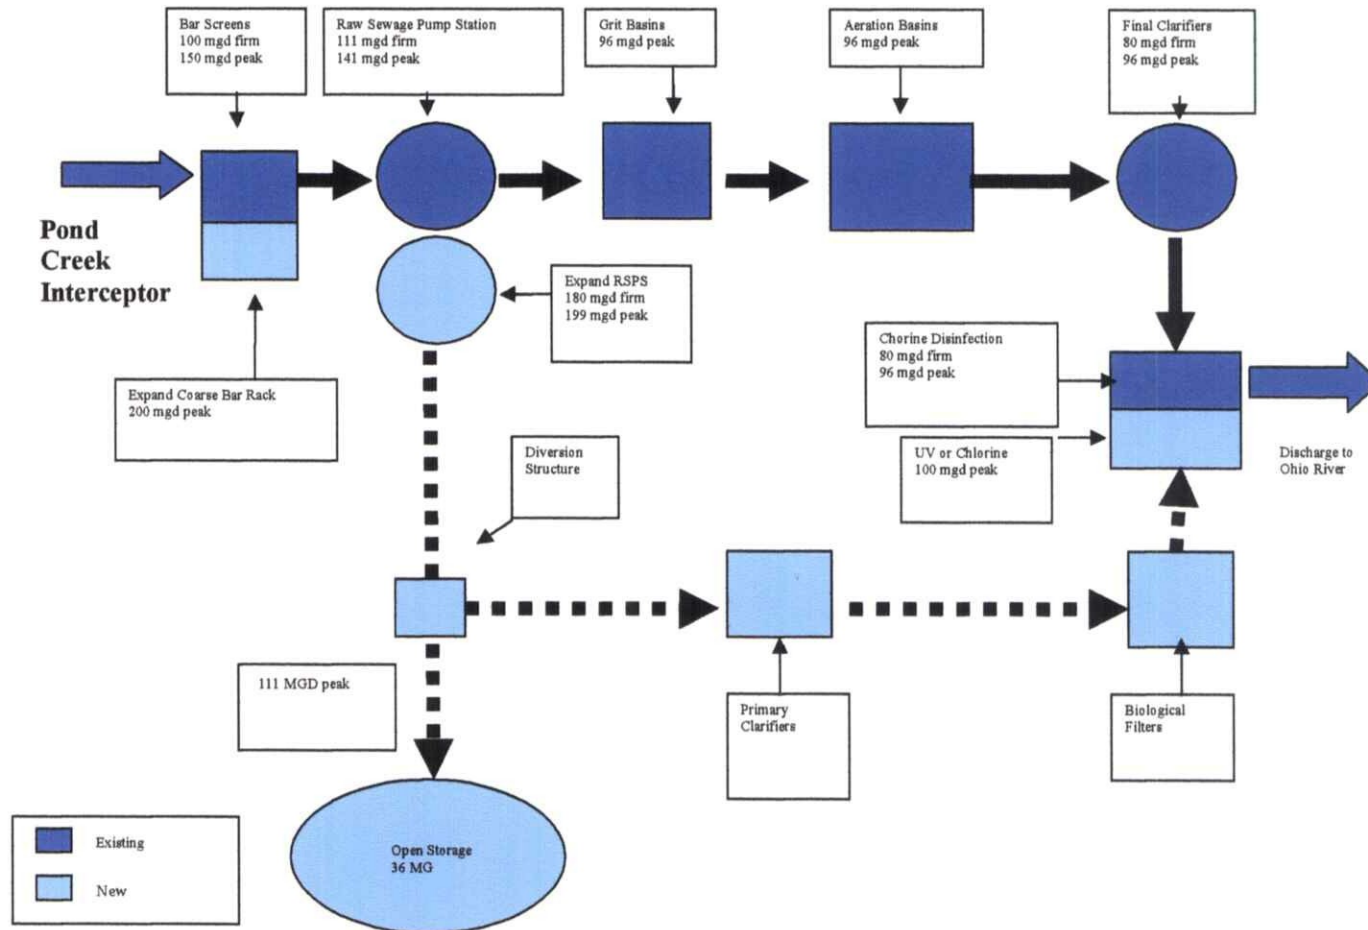 Bar Screens
100 mgd firm
150 mgd peak
Raw Sewage Pump Station
111 mgd firm
141 mgd peak
Grit Basins
96 mgd peak
Aeration Basins
96 mgd peak
Final Clarifiers
80 mgd firm
96 mgd peak
Pond
Creek
Interceptor
Expand RSPS
180 mgd firm
199 mgd peak
Expand Coarse Bar Rack
200 mgd peak
Chorine Disinfection
80 mgd firm
96 mgd peak
UV or Chlorine
100 mgd peak
Discharge to
Ohio River
Diversion
Structure
111 MGD peak
Primary
Clarifiers
Biological
Filters
Open Storage
36 MG
Existing
New